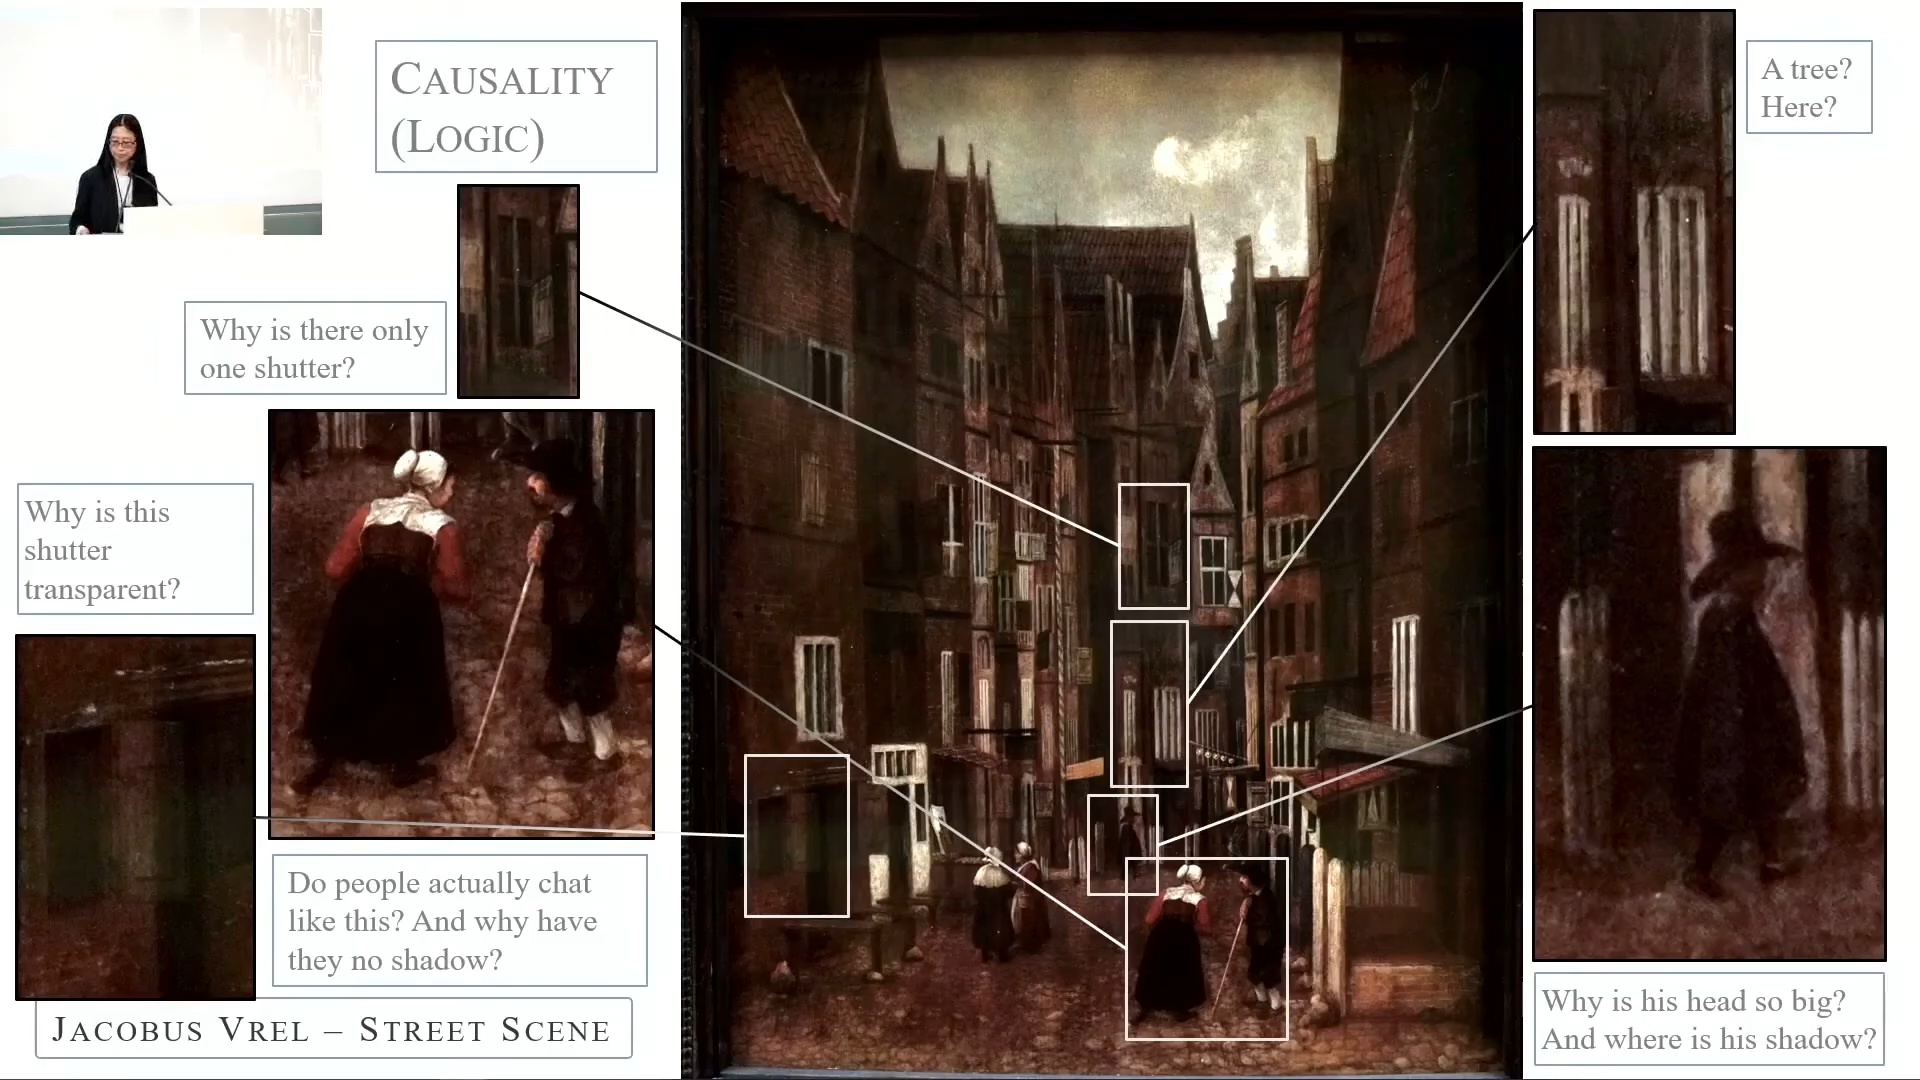 CAUSALITY
(LOGIC)
A tree?
Here?
Why is there only
one shutter?
Why is this
shutter
transparent?
Do people actually chat
like this? And why have
they no shadow?
Why is his head so big?
And where is his shadow?
JACOBUS VREL – STREET SCENE